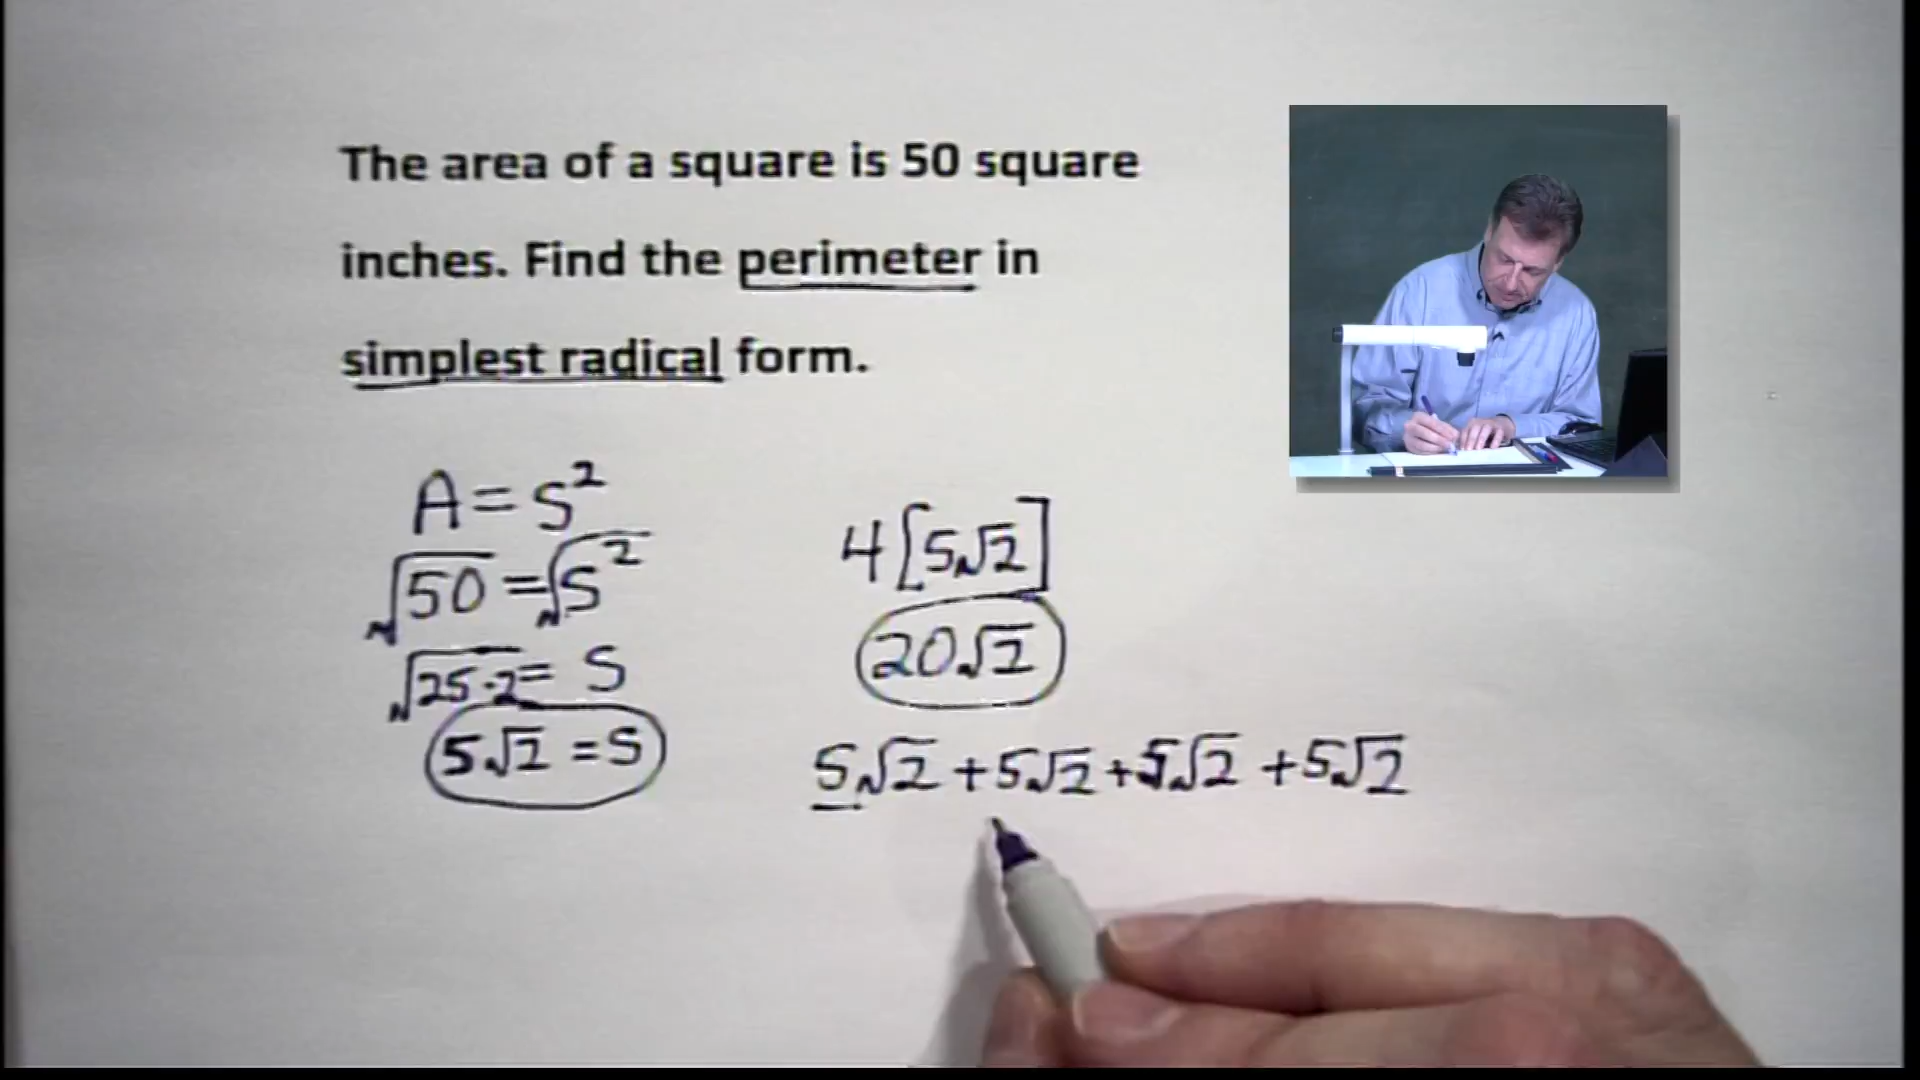 The area of a square is 50 square
inches. Find the perimeter in
simplest radical form.
A = S²
√50 = √S²
√25·2 = S
5√2 = S
4[5√2]
20√2
5√2 + 5√2 + 5√2 + 5√2